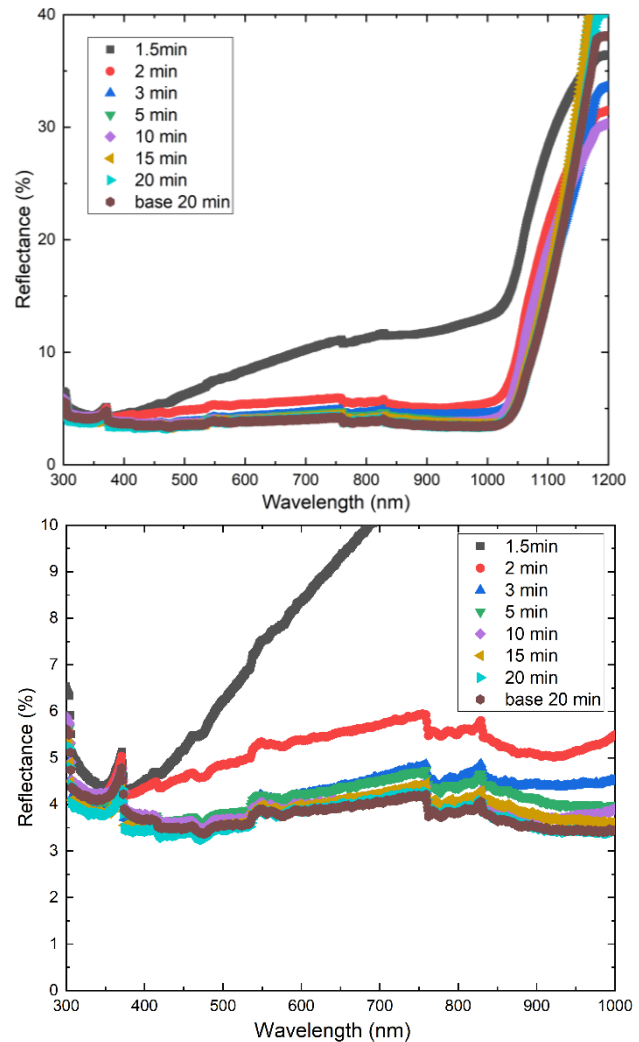 40
30
20
10
0
Reflectance (%)
1.5min
2 min
3 min
5 min
10 min
15 min
20 min
base 20 min
300 400 500 600 700 800 900 1000 1100 1200
Wavelength (nm)
10
9
8
7
6
5
4
3
2
1
0
Reflectance (%)
1.5min
2 min
3 min
5 min
10 min
15 min
20 min
base 20 min
300 400 500 600 700 800 900 1000
Wavelength (nm)